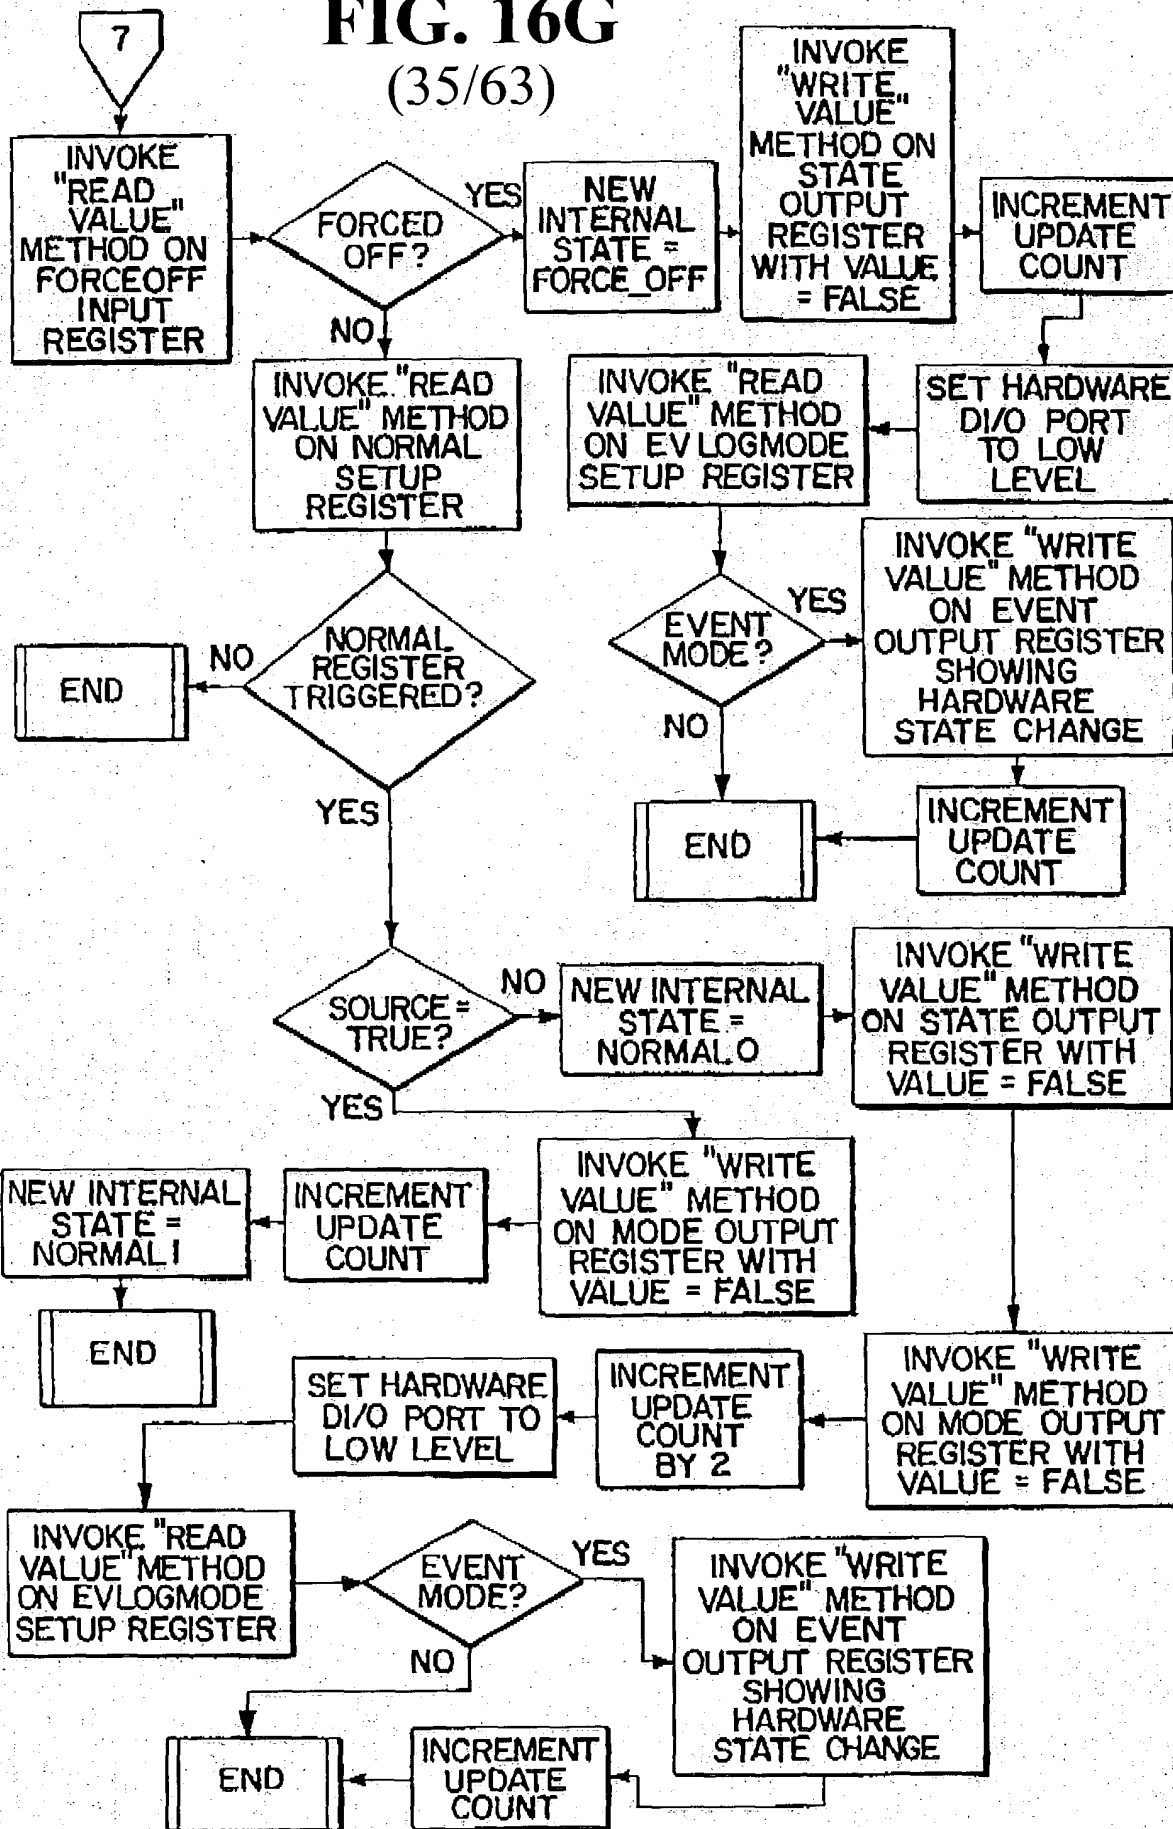 FIG. 16G
(35/63)
7
INVOKE
"READ
VALUE"
METHOD ON
FORCEOFF
INPUT
REGISTER
FORCED
OFF?
YES
NO
NEW
INTERNAL
STATE =
FORCE_OFF
INVOKE
"WRITE
VALUE"
METHOD ON
STATE
OUTPUT
REGISTER
WITH VALUE
= FALSE
INCREMENT
UPDATE
COUNT
SET HARDWARE
DI/O PORT
TO LOW
LEVEL
INVOKE "READ
VALUE" METHOD
ON EVLOGMODE
SETUP REGISTER
INVOKE "READ
VALUE" METHOD
ON NORMAL
SETUP
REGISTER
EVENT
MODE?
YES
NO
INVOKE "WRITE
VALUE" METHOD
ON EVENT
OUTPUT REGISTER
SHOWING
HARDWARE
STATE CHANGE
INCREMENT
UPDATE
COUNT
END
NORMAL
REGISTER
TRIGGERED?
NO
END
YES
SOURCE =
TRUE?
NO
NEW INTERNAL
STATE =
NORMAL0
INVOKE "WRITE
VALUE" METHOD
ON STATE OUTPUT
REGISTER WITH
VALUE = FALSE
YES
INVOKE "WRITE
VALUE" METHOD
ON MODE OUTPUT
REGISTER WITH
VALUE = FALSE
INCREMENT
UPDATE
COUNT
NEW INTERNAL
STATE =
NORMAL1
END
INVOKE "WRITE
VALUE" METHOD
ON MODE OUTPUT
REGISTER WITH
VALUE = FALSE
INCREMENT
UPDATE
COUNT
BY 2
SET HARDWARE
DI/O PORT TO
LOW LEVEL
INVOKE "READ
VALUE" METHOD
ON EVLOGMODE
SETUP REGISTER
EVENT
MODE?
YES
NO
INVOKE "WRITE
VALUE" METHOD
ON EVENT
OUTPUT REGISTER
SHOWING
HARDWARE
STATE CHANGE
INCREMENT
UPDATE
COUNT
END